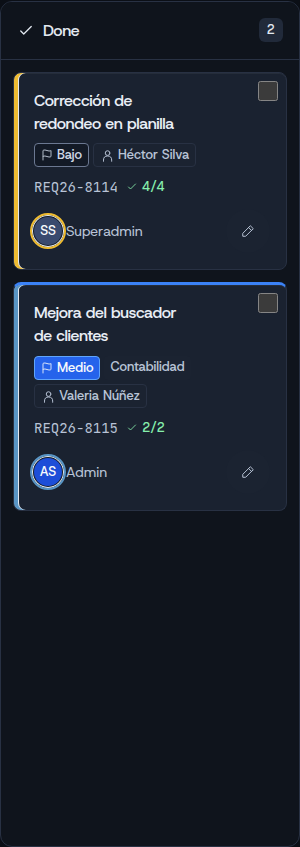 Done
2
Corrección de
redondeo en planilla
Bajo
Héctor Silva
REQ26-8114
4/4
SS
Superadmin
Mejora del buscador
de clientes
Medio
Contabilidad
Valeria Núñez
REQ26-8115
2/2
AS
Admin